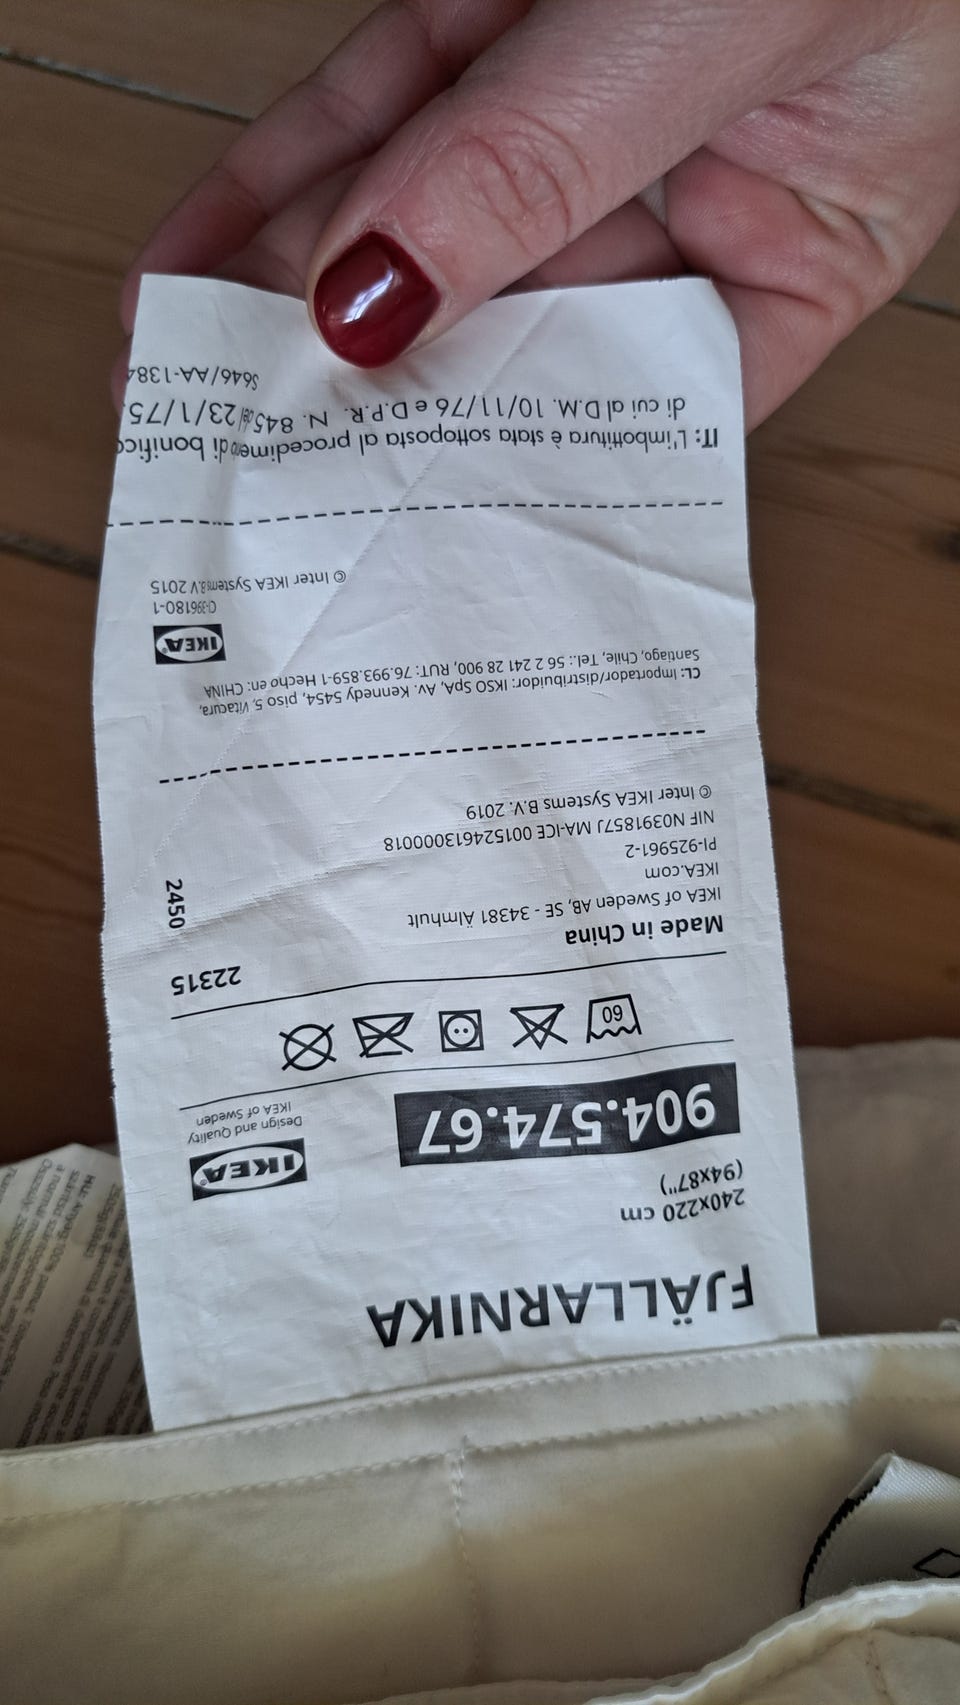 FJÄLLARNIKA
240x220 cm
(94x87")
904.574.67
IKEA®
Design and Quality
IKEA of Sweden
60
22315
2450
Made in China
IKEA of Sweden AB, SE - 34381 Älmhult
IKEA.com
PI-925961-2
NIF N0391857J MA-ICE 001524613000018
© Inter IKEA Systems B.V. 2019
CL: Importador/distribuidor: IKSO SpA, Av. Kennedy 5454, piso 5, Vitacura,
Santiago, Chile, Tel.: 56 2 241 28 900, RUT: 76.993.859-1 Hecho en: CHINA
IKEA®
CI-396180-1
© Inter IKEA Systems B.V 2015
IT: L'imbottitura è stata sottoposta al procedimento di bonifica
di cui al D.M. 10/11/76 e D.P.R. N. 845 del 23/1/75.
S646/AA-1384